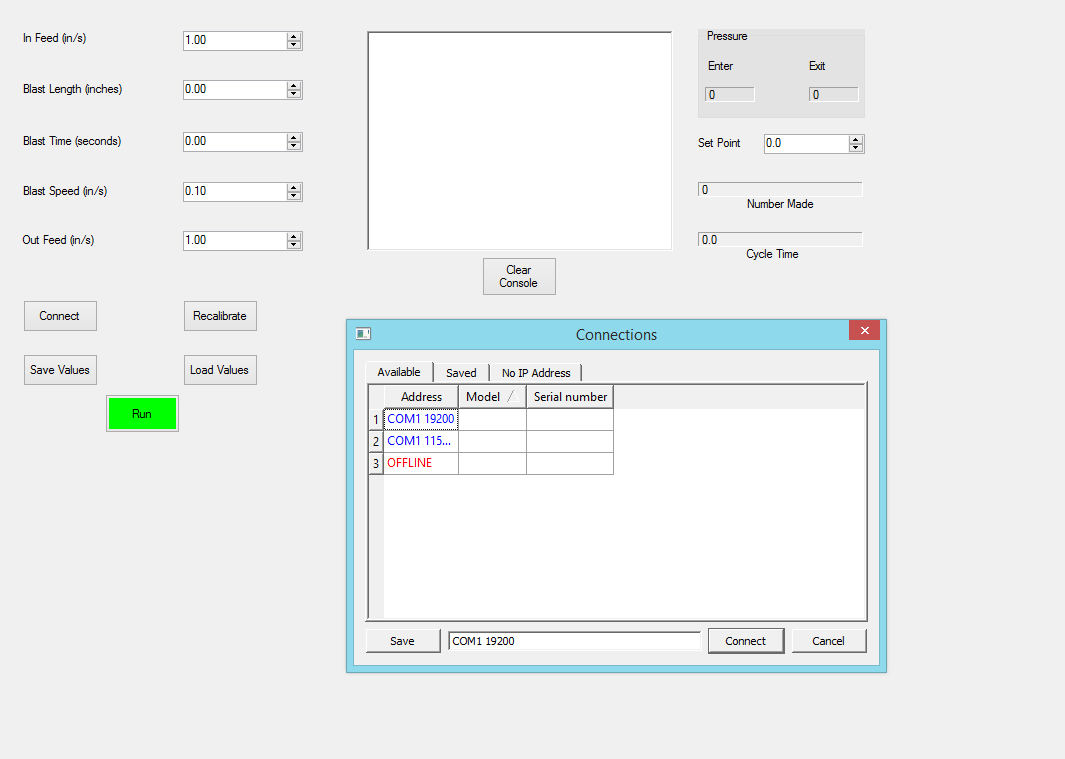 In Feed (in/s)
1.00
Blast Length (inches)
0.00
Blast Time (seconds)
0.00
Blast Speed (in/s)
0.10
Out Feed (in/s)
1.00
Connect
Recalibrate
Save Values
Load Values
Run
Clear
Console
Pressure
Enter
Exit
0
0
Set Point
0.0
0
Number Made
0.0
Cycle Time
Connections
Available
Saved
No IP Address
Address
Model
Serial number
1
COM1 19200
2
COM1 115...
3
OFFLINE
Save
COM1 19200
Connect
Cancel